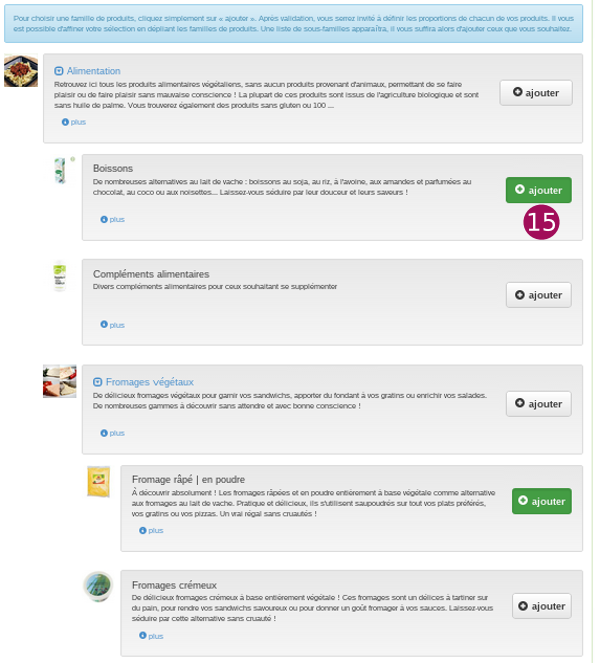 Pour choisir une famille de produits, cliquez simplement sur « ajouter ». Après validation, vous serrez invité à définir les proportions de chacun de vos produits. Il vous
est possible d'affiner votre sélection en dépliant les familles de produits. Une liste de sous-familles apparaîtra, il vous suffira alors d'ajouter ceux que vous souhaitez.
Alimentation
Retrouvez ici tous les produits alimentaires végétaliens, sans aucun produits provenant d'animaux, permettant de se faire
plaisir ou de faire plaisir sans mauvaise conscience ! La plupart de ces produits sont issus de l'agriculture biologique et sont
sans huile de palme. Vous trouverez également des produits sans gluten ou 100 ...
ajouter
plus
Boissons
De nombreuses alternatives au lait de vache : boissons au soja, au riz, à l'avoine, aux amandes et parfumées au
chocolat, au coco ou aux noisettes... Laissez-vous séduire par leur douceur et leurs saveurs !
ajouter
15
plus
Compléments alimentaires
Divers compléments alimentaires pour ceux souhaitant se supplémenter
ajouter
plus
Fromages végétaux
De délicieux fromages végétaux pour garnir vos sandwichs, apporter du fondant à vos gratins ou enrichir vos salades.
De nombreuses gammes à découvrir sans attendre et avec bonne conscience !
ajouter
plus
Fromage râpé | en poudre
À découvrir absolument ! Les fromages râpées et en poudre entièrement à base végétale comme alternative
aux fromages au lait de vache. Pratique et délicieux, ils s'utilisent saupoudrés sur tout vos plats préférés,
vos gratins ou vos pizzas. Un vrai régal sans cruautés !
ajouter
plus
Fromages crémeux
De délicieux fromages crémeux à base entièrement végétale ! Ces fromages sont un délices à tartiner sur
du pain, pour rendre vos sandwichs savoureux ou pour donner un goût fromager à vos sauces. Laissez-vous
séduire par cette alternative sans cruauté !
ajouter
plus